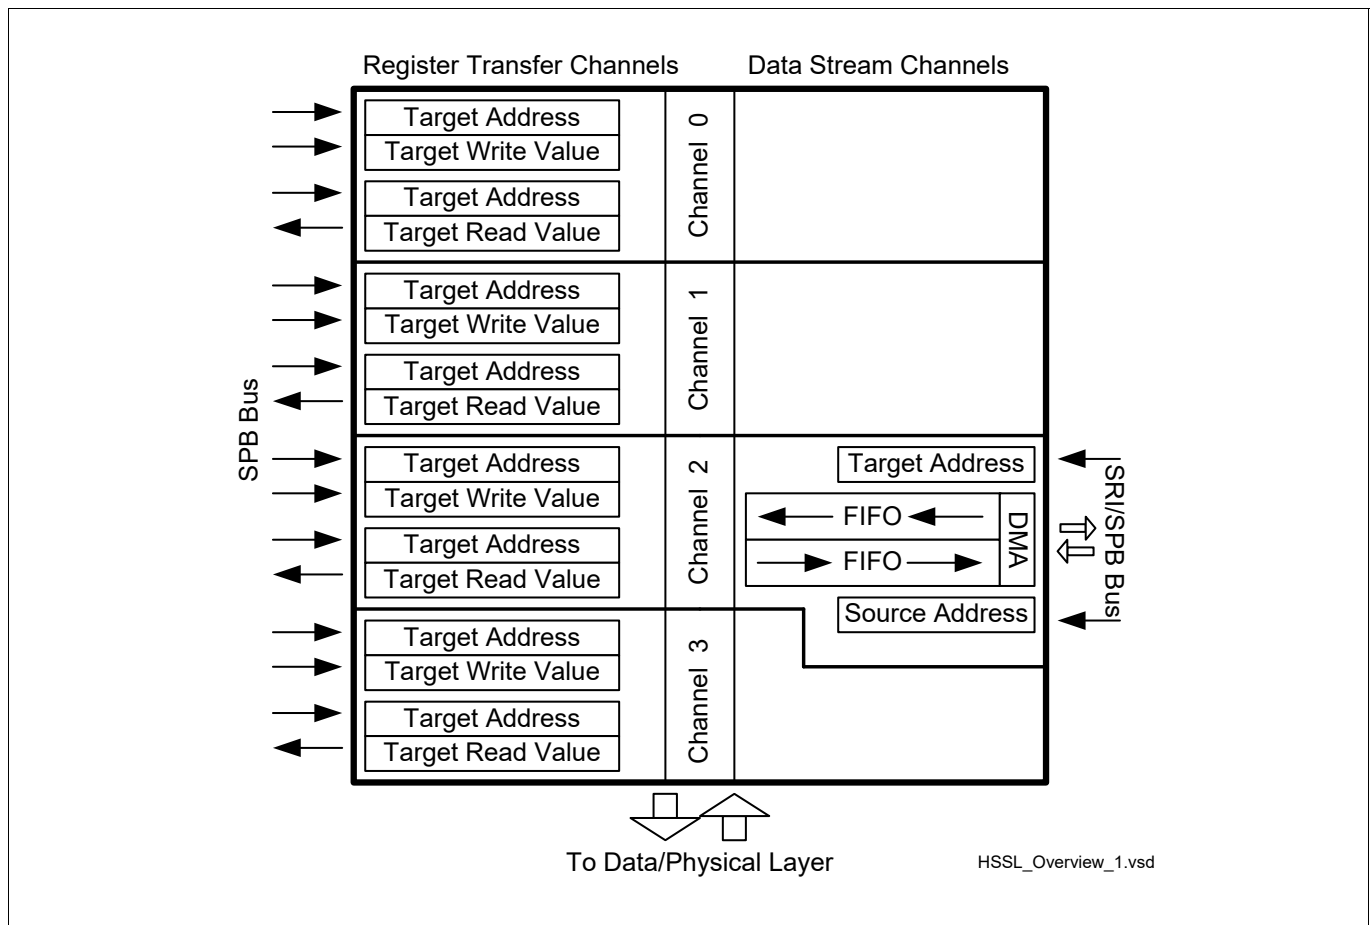 Register Transfer Channels
Data Stream Channels
Target Address
Target Write Value
Target Address
Target Read Value
Channel 0
Target Address
Target Write Value
Target Address
Target Read Value
Channel 1
SPB Bus
Target Address
Target Write Value
Target Address
Target Read Value
Channel 2
Target Address
FIFO
FIFO
DMA
Source Address
SRI/SPB Bus
Target Address
Target Write Value
Target Address
Target Read Value
Channel 3
To Data/Physical Layer
HSSL_Overview_1.vsd